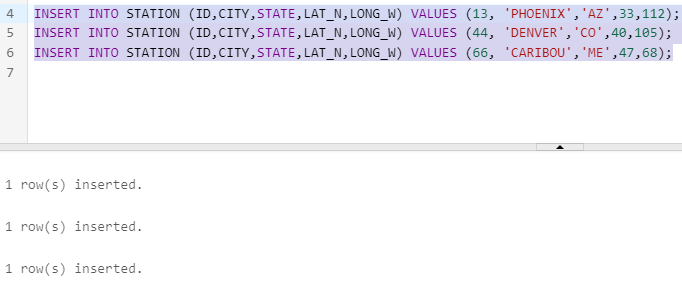 4 INSERT INTO STATION (ID,CITY,STATE,LAT_N,LONG_W) VALUES (13, 'PHOENIX','AZ',33,112);
5 INSERT INTO STATION (ID,CITY,STATE,LAT_N,LONG_W) VALUES (44, 'DENVER','CO',40,105);
6 INSERT INTO STATION (ID,CITY,STATE,LAT_N,LONG_W) VALUES (66, 'CARIBOU','ME',47,68);
7
1 row(s) inserted.
1 row(s) inserted.
1 row(s) inserted.